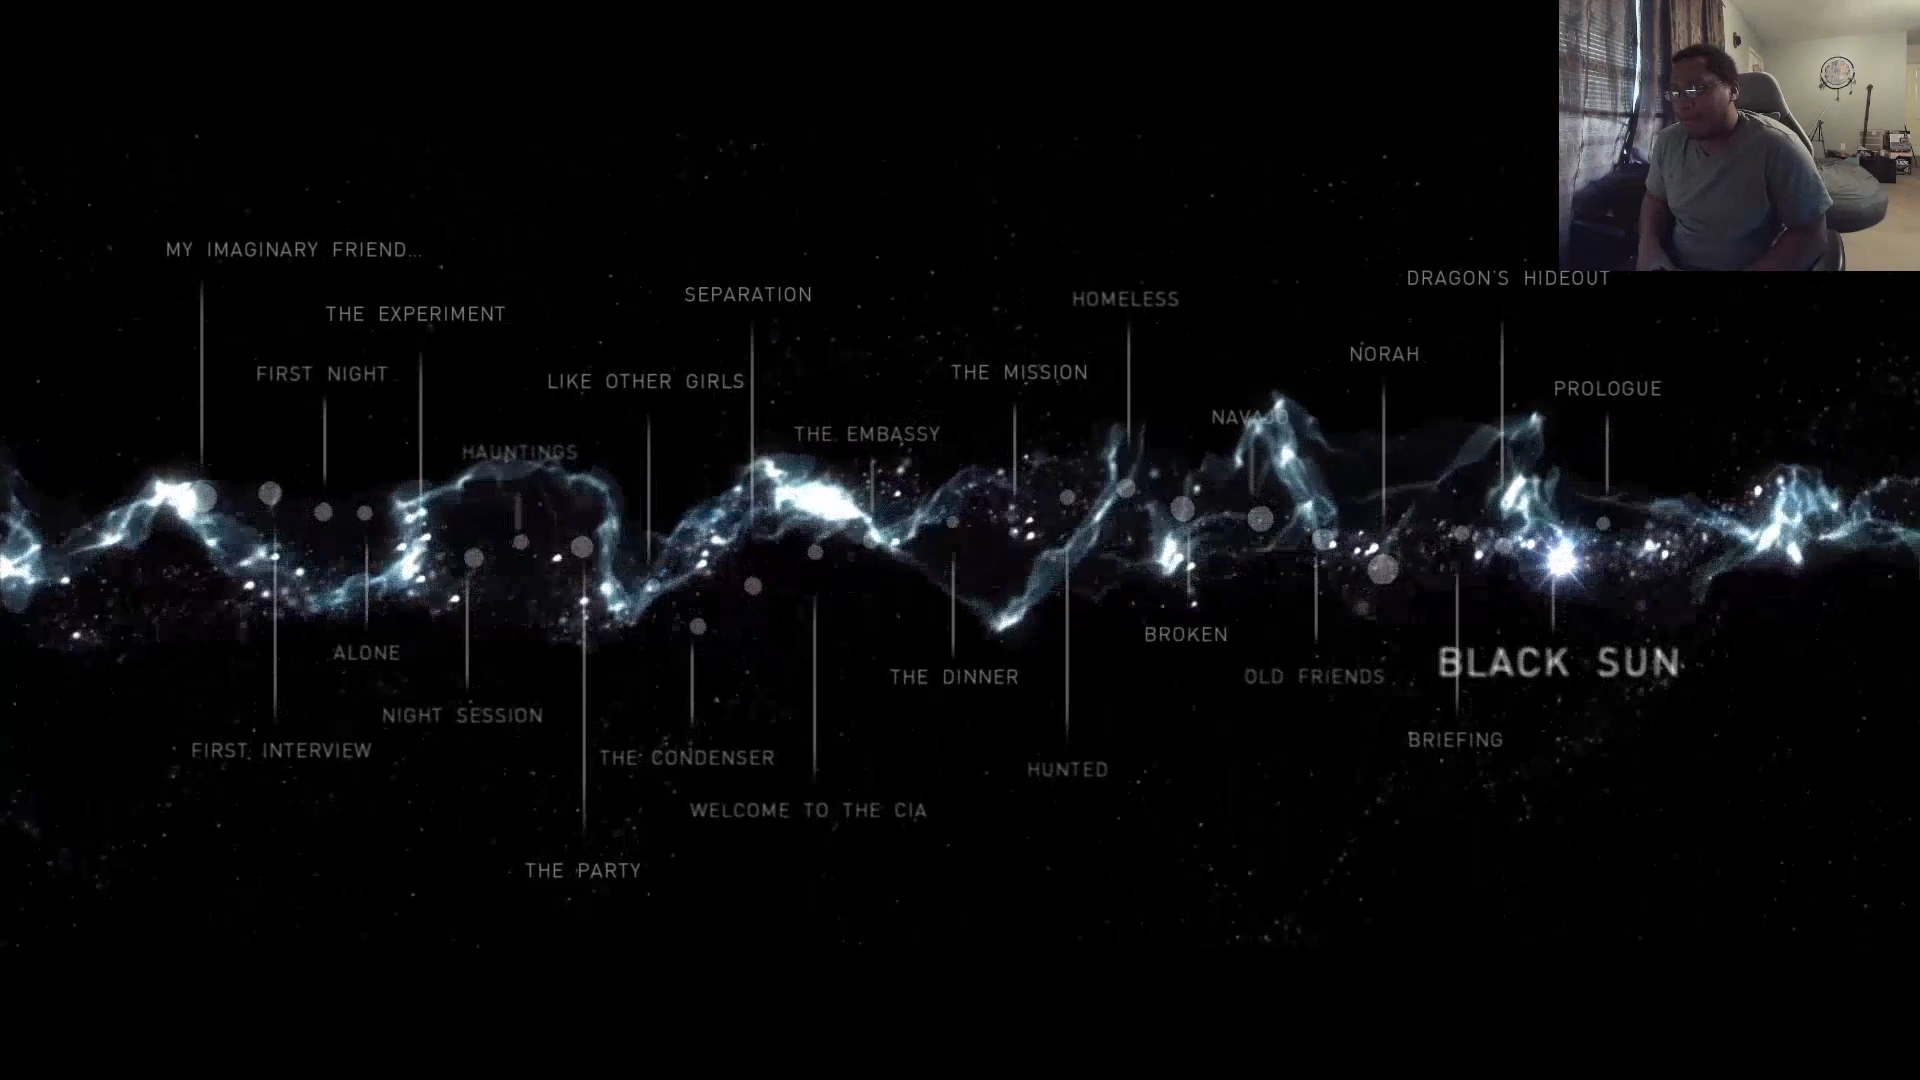 MY IMAGINARY FRIEND...
THE EXPERIMENT
FIRST NIGHT
HAUNTINGS
LIKE OTHER GIRLS
SEPARATION
THE EMBASSY
THE MISSION
HOMELESS
NAVAJO
NORAH
DRAGON'S HIDEOUT
PROLOGUE
ALONE
NIGHT SESSION
FIRST INTERVIEW
THE CONDENSER
WELCOME TO THE CIA
THE PARTY
THE DINNER
HUNTED
BROKEN
OLD FRIENDS
BLACK SUN
BRIEFING